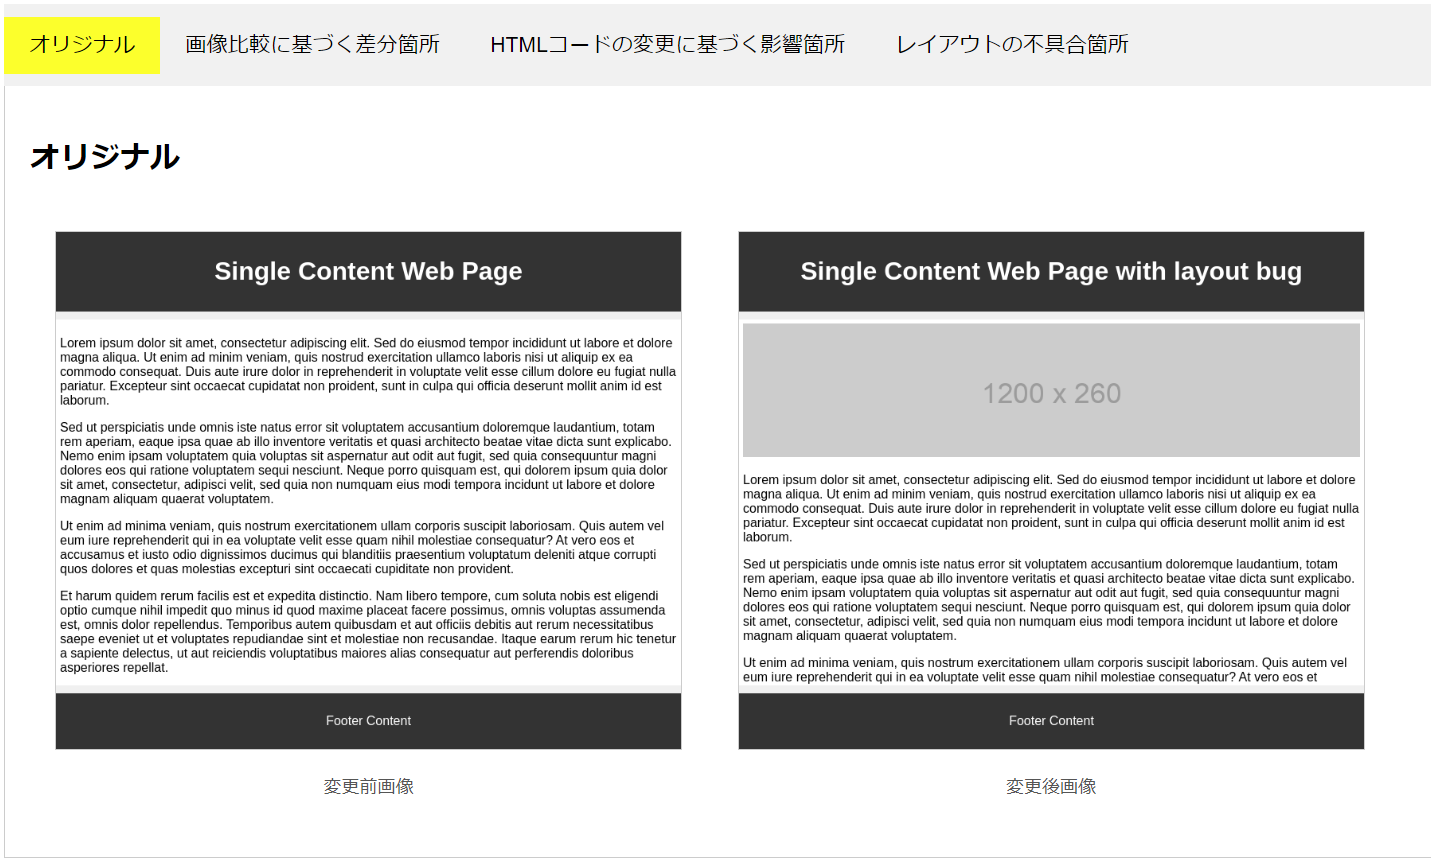 オリジナル
画像比較に基づく差分箇所
HTMLコードの変更に基づく影響箇所
レイアウトの不具合箇所
オリジナル
Single Content Web Page
Lorem ipsum dolor sit amet, consectetur adipiscing elit. Sed do eiusmod tempor incididunt ut labore et dolore
magna aliqua. Ut enim ad minim veniam, quis nostrud exercitation ullamco laboris nisi ut aliquip ex ea
commodo consequat. Duis aute irure dolor in reprehenderit in voluptate velit esse cillum dolore eu fugiat nulla
pariatur. Excepteur sint occaecat cupidatat non proident, sunt in culpa qui officia deserunt mollit anim id est
laborum.
Sed ut perspiciatis unde omnis iste natus error sit voluptatem accusantium doloremque laudantium, totam
rem aperiam, eaque ipsa quae ab illo inventore veritatis et quasi architecto beatae vitae dicta sunt explicabo.
Nemo enim ipsam voluptatem quia voluptas sit aspernatur aut odit aut fugit, sed quia consequuntur magni
dolores eos qui ratione voluptatem sequi nesciunt. Neque porro quisquam est, qui dolorem ipsum quia dolor
sit amet, consectetur, adipisci velit, sed quia non numquam eius modi tempora incidunt ut labore et dolore
magnam aliquam quaerat voluptatem.
Ut enim ad minima veniam, quis nostrum exercitationem ullam corporis suscipit laboriosam. Quis autem vel
eum iure reprehenderit qui in ea voluptate velit esse quam nihil molestiae consequatur? At vero eos et
accusamus et iusto odio dignissimos ducimus qui blanditiis praesentium voluptatum deleniti atque corrupti
quos dolores et quas molestias excepturi sint occaecati cupiditate non provident.
Et harum quidem rerum facilis est et expedita distinctio. Nam libero tempore, cum soluta nobis est eligendi
optio cumque nihil impedit quo minus id quod maxime placeat facere possimus, omnis voluptas assumenda
est, omnis dolor repellendus. Temporibus autem quibusdam et aut officiis debitis aut rerum necessitatibus
saepe eveniet ut et voluptates repudiandae sint et molestiae non recusandae. Itaque earum rerum hic tenetur
a sapiente delectus, ut aut reiciendis voluptatibus maiores alias consequatur aut perferendis doloribus
asperiores repellat.
Footer Content
変更前画像
Single Content Web Page with layout bug
1200 x 260
Lorem ipsum dolor sit amet, consectetur adipiscing elit. Sed do eiusmod tempor incididunt ut labore et dolore
magna aliqua. Ut enim ad minim veniam, quis nostrud exercitation ullamco laboris nisi ut aliquip ex ea
commodo consequat. Duis aute irure dolor in reprehenderit in voluptate velit esse cillum dolore eu fugiat nulla
pariatur. Excepteur sint occaecat cupidatat non proident, sunt in culpa qui officia deserunt mollit anim id est
laborum.
Sed ut perspiciatis unde omnis iste natus error sit voluptatem accusantium doloremque laudantium, totam
rem aperiam, eaque ipsa quae ab illo inventore veritatis et quasi architecto beatae vitae dicta sunt explicabo.
Nemo enim ipsam voluptatem quia voluptas sit aspernatur aut odit aut fugit, sed quia consequuntur magni
dolores eos qui ratione voluptatem sequi nesciunt. Neque porro quisquam est, qui dolorem ipsum quia dolor
sit amet, consectetur, adipisci velit, sed quia non numquam eius modi tempora incidunt ut labore et dolore
magnam aliquam quaerat voluptatem.
Ut enim ad minima veniam, quis nostrum exercitationem ullam corporis suscipit laboriosam. Quis autem vel
eum iure reprehenderit qui in ea voluptate velit esse quam nihil molestiae consequatur? At vero eos et
Footer Content
変更後画像